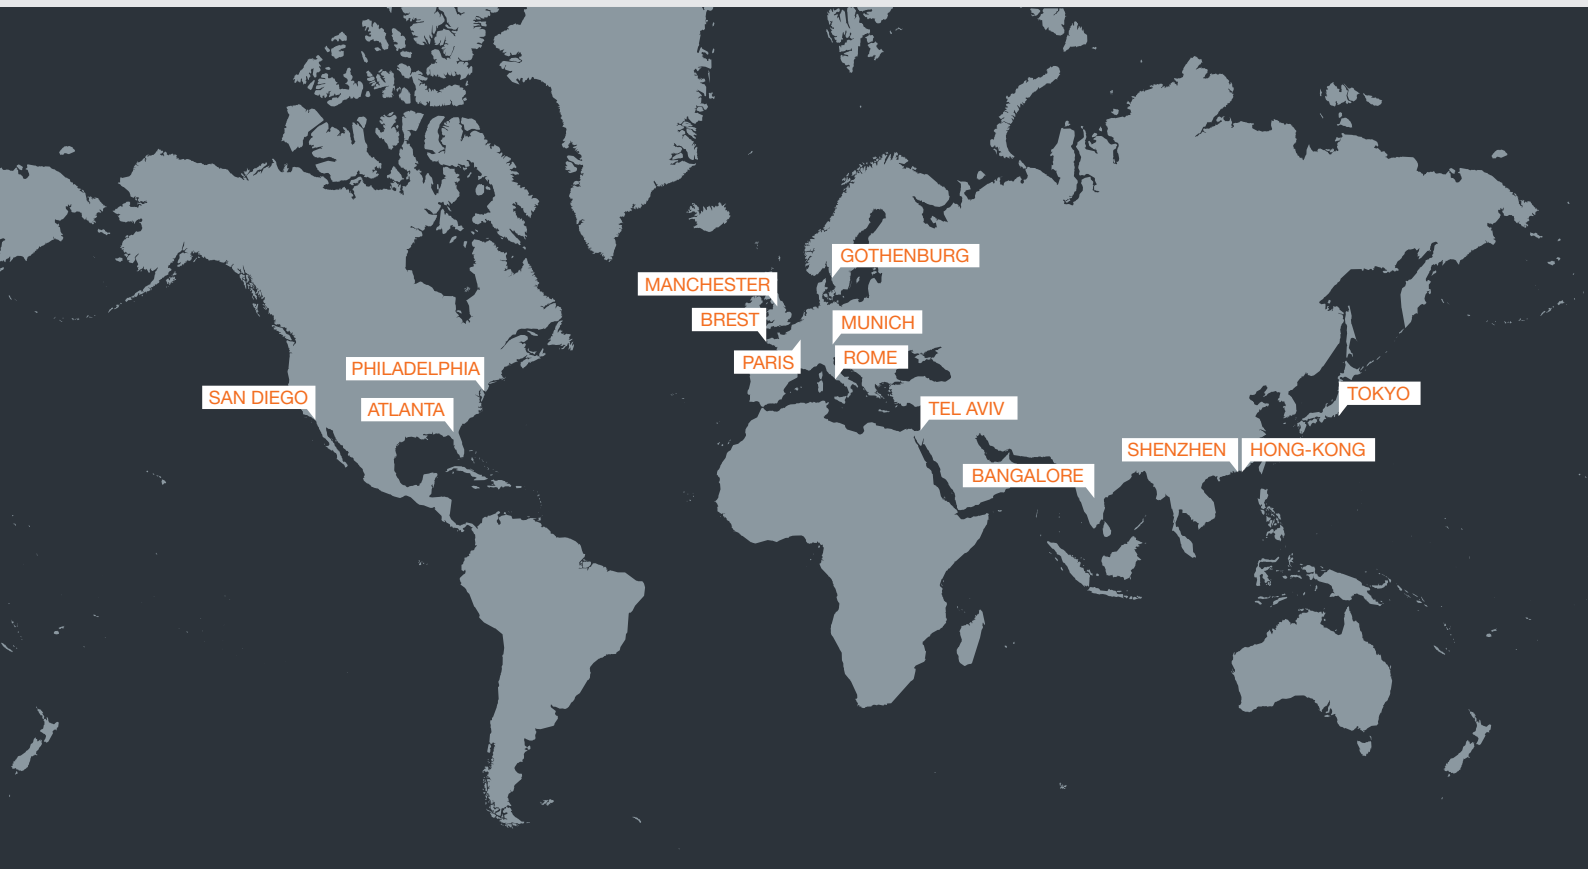 GOTHENBURG
MANCHESTER
BREST
MUNICH
PARIS
ROME
PHILADELPHIA
SAN DIEGO
ATLANTA
TEL AVIV
TOKYO
SHENZHEN
HONG-KONG
BANGALORE